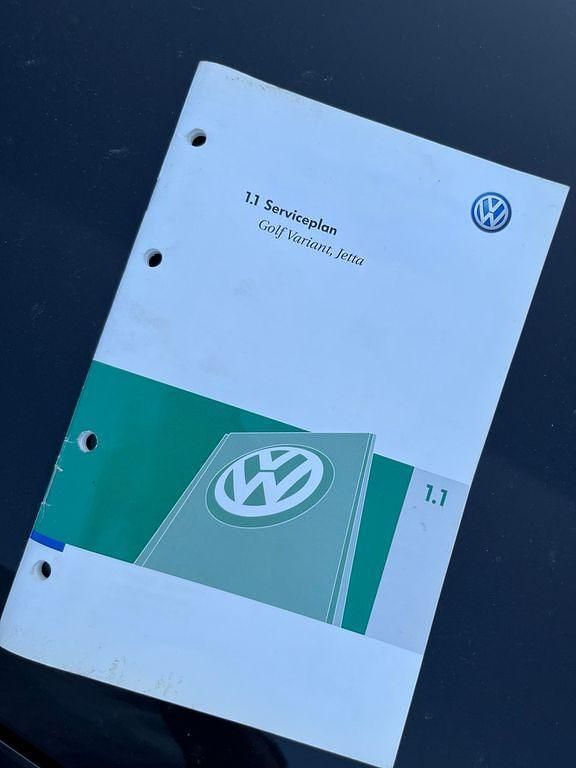 1.1 Serviceplan
Golf Variant, Jetta
1.1